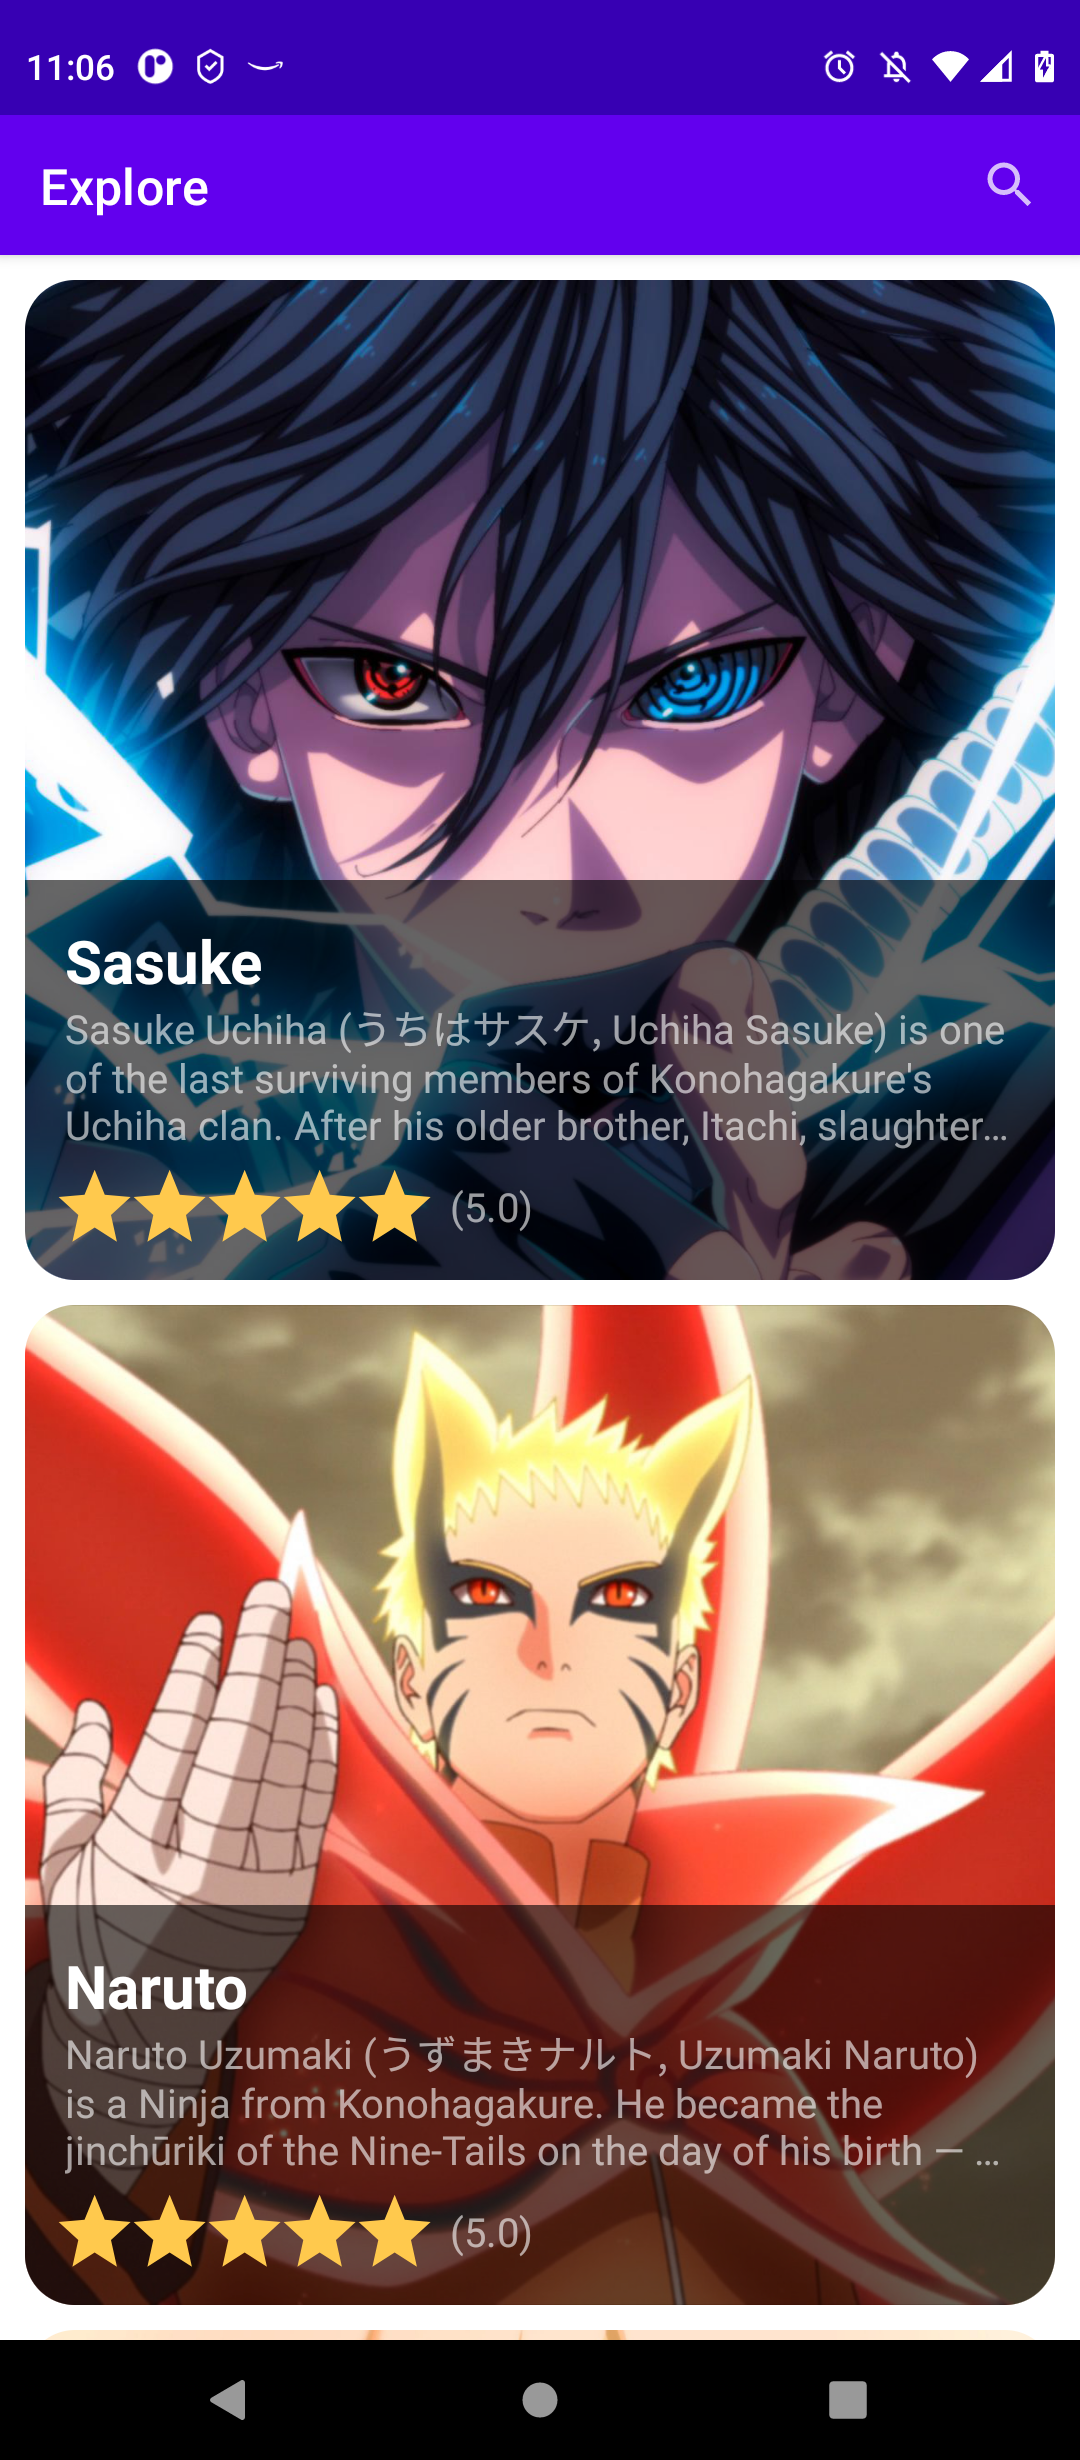 11:06
Explore
Sasuke
Sasuke Uchiha (うちはサスケ, Uchiha Sasuke) is one
of the last surviving members of Konohagakure's
Uchiha clan. After his older brother, Itachi, slaughter...
(5.0)
Naruto
Naruto Uzumaki (うずまきナルト, Uzumaki Naruto)
is a Ninja from Konohagakure. He became the
jinchūriki of the Nine-Tails on the day of his birth — ...
(5.0)